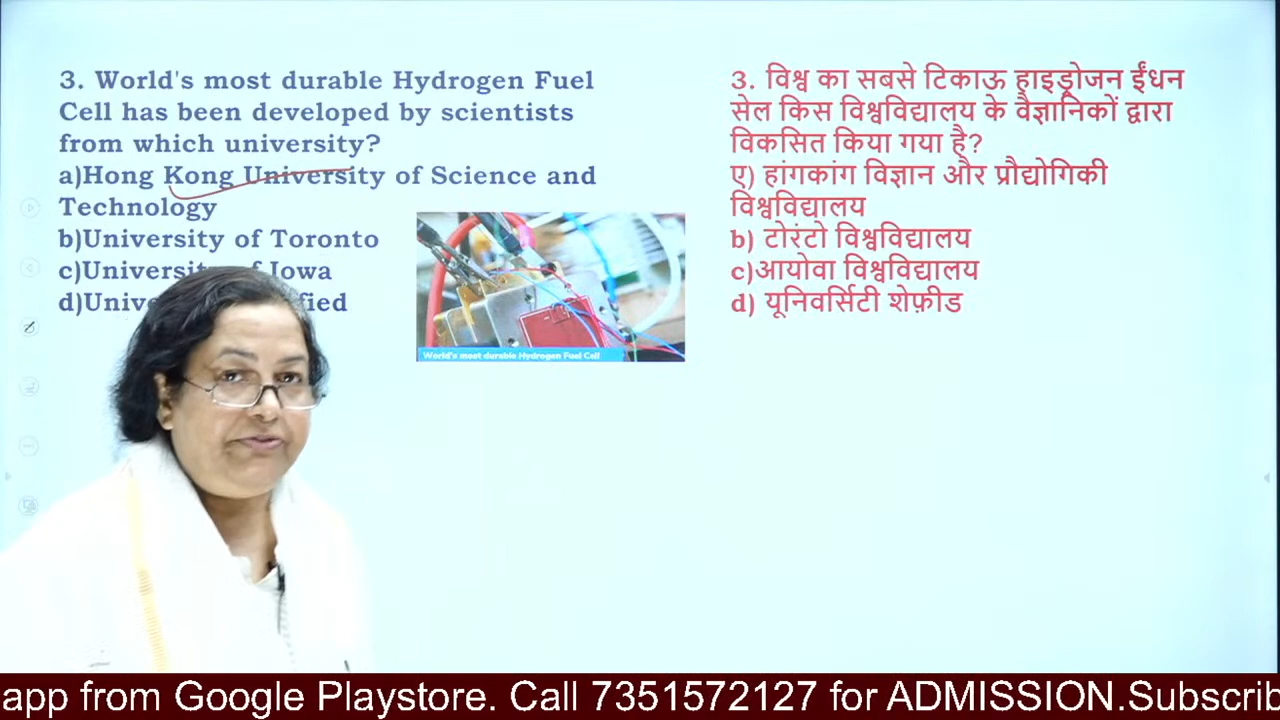 3. World's most durable Hydrogen Fuel
Cell has been developed by scientists
from which university?
a)Hong Kong University of Science and
Technology
b)University of Toronto
c)University of Iowa
d)Univ
3. विश्व का सबसे टिकाऊ हाइड्रोजन ईंधन
सेल किस विश्वविद्यालय के वैज्ञानिकों द्वारा
विकसित किया गया है?
ए) हांगकांग विज्ञान और प्रौद्योगिकी
विश्वविद्यालय
b) टोरंटो विश्वविद्यालय
c)आयोवा विश्वविद्यालय
d) यूनिवर्सिटी शेफ़ीड
World's most durable Hydrogen Fuel Cell
app from Google Playstore. Call 7351572127 for ADMISSION.Subscrib